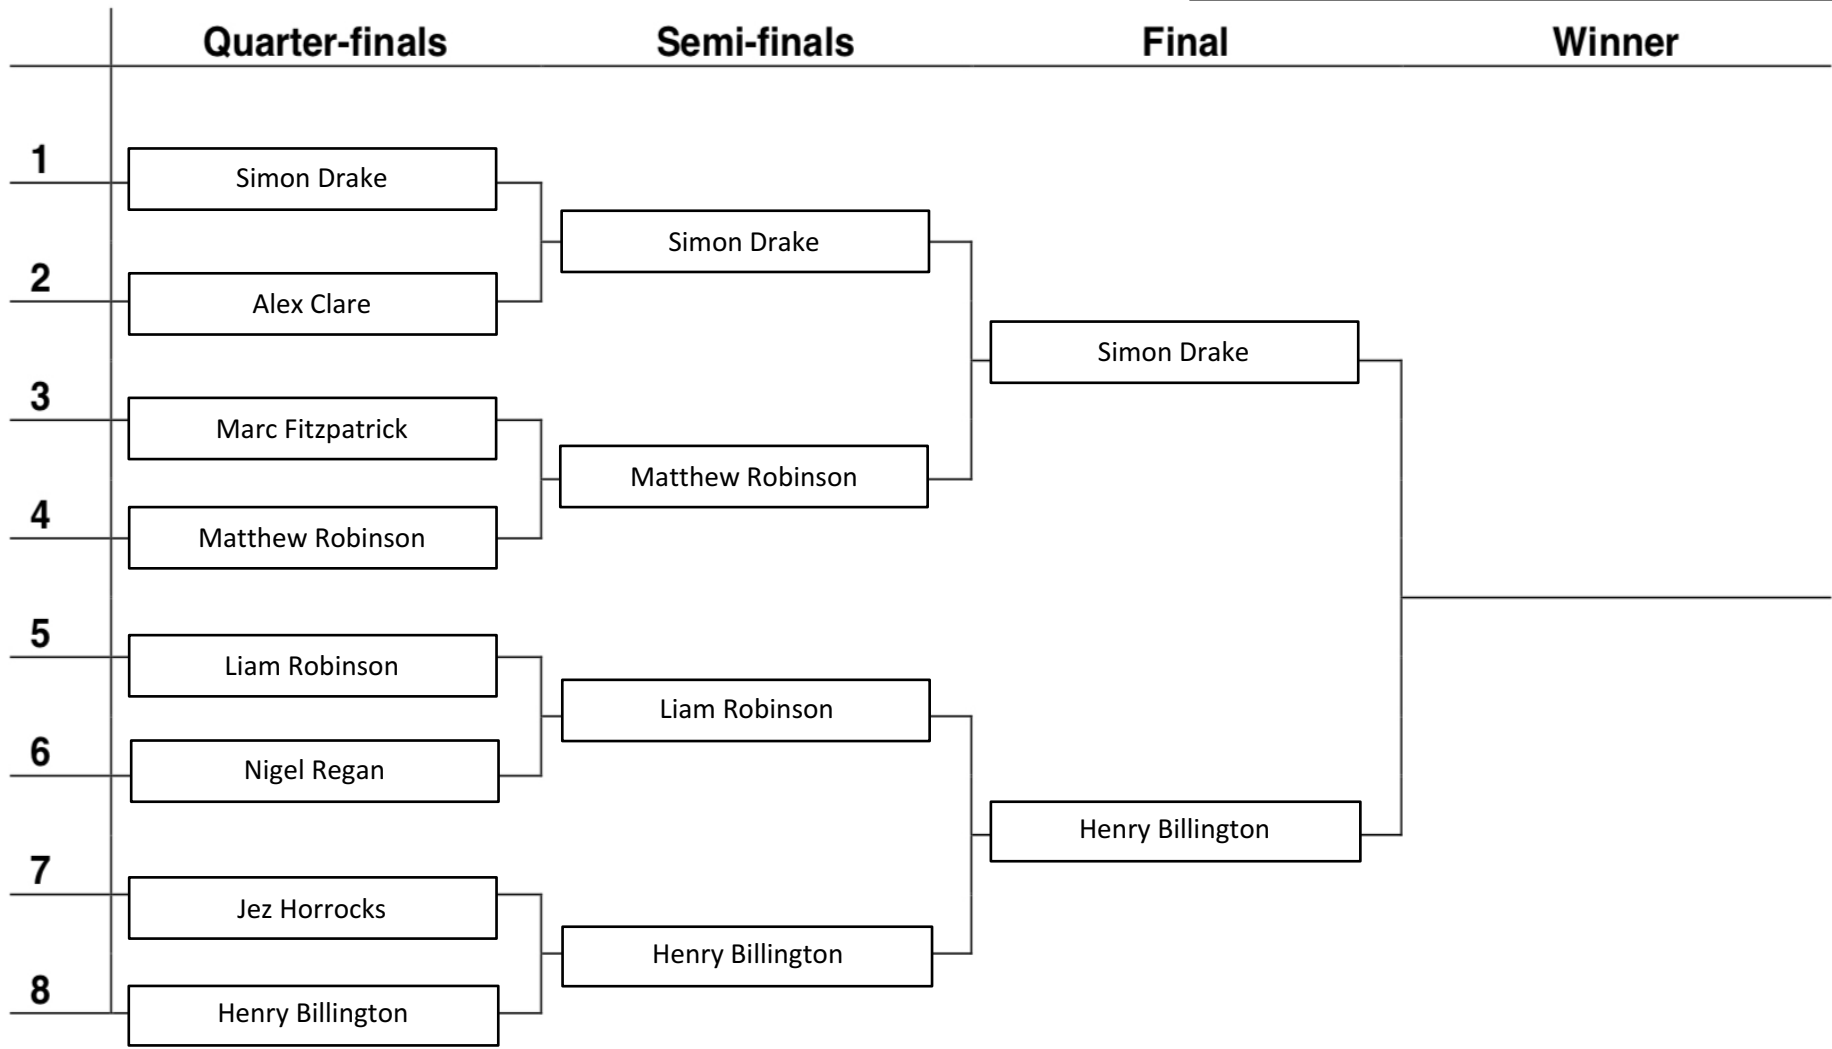 Quarter-finals Semi-finals Final Winner
1 Simon Drake
Simon Drake
2 Alex Clare
Simon Drake
3 Marc Fitzpatrick
Matthew Robinson
4 Matthew Robinson
5 Liam Robinson
Liam Robinson
6 Nigel Regan
Henry Billington
7 Jez Horrocks
Henry Billington
8 Henry Billington